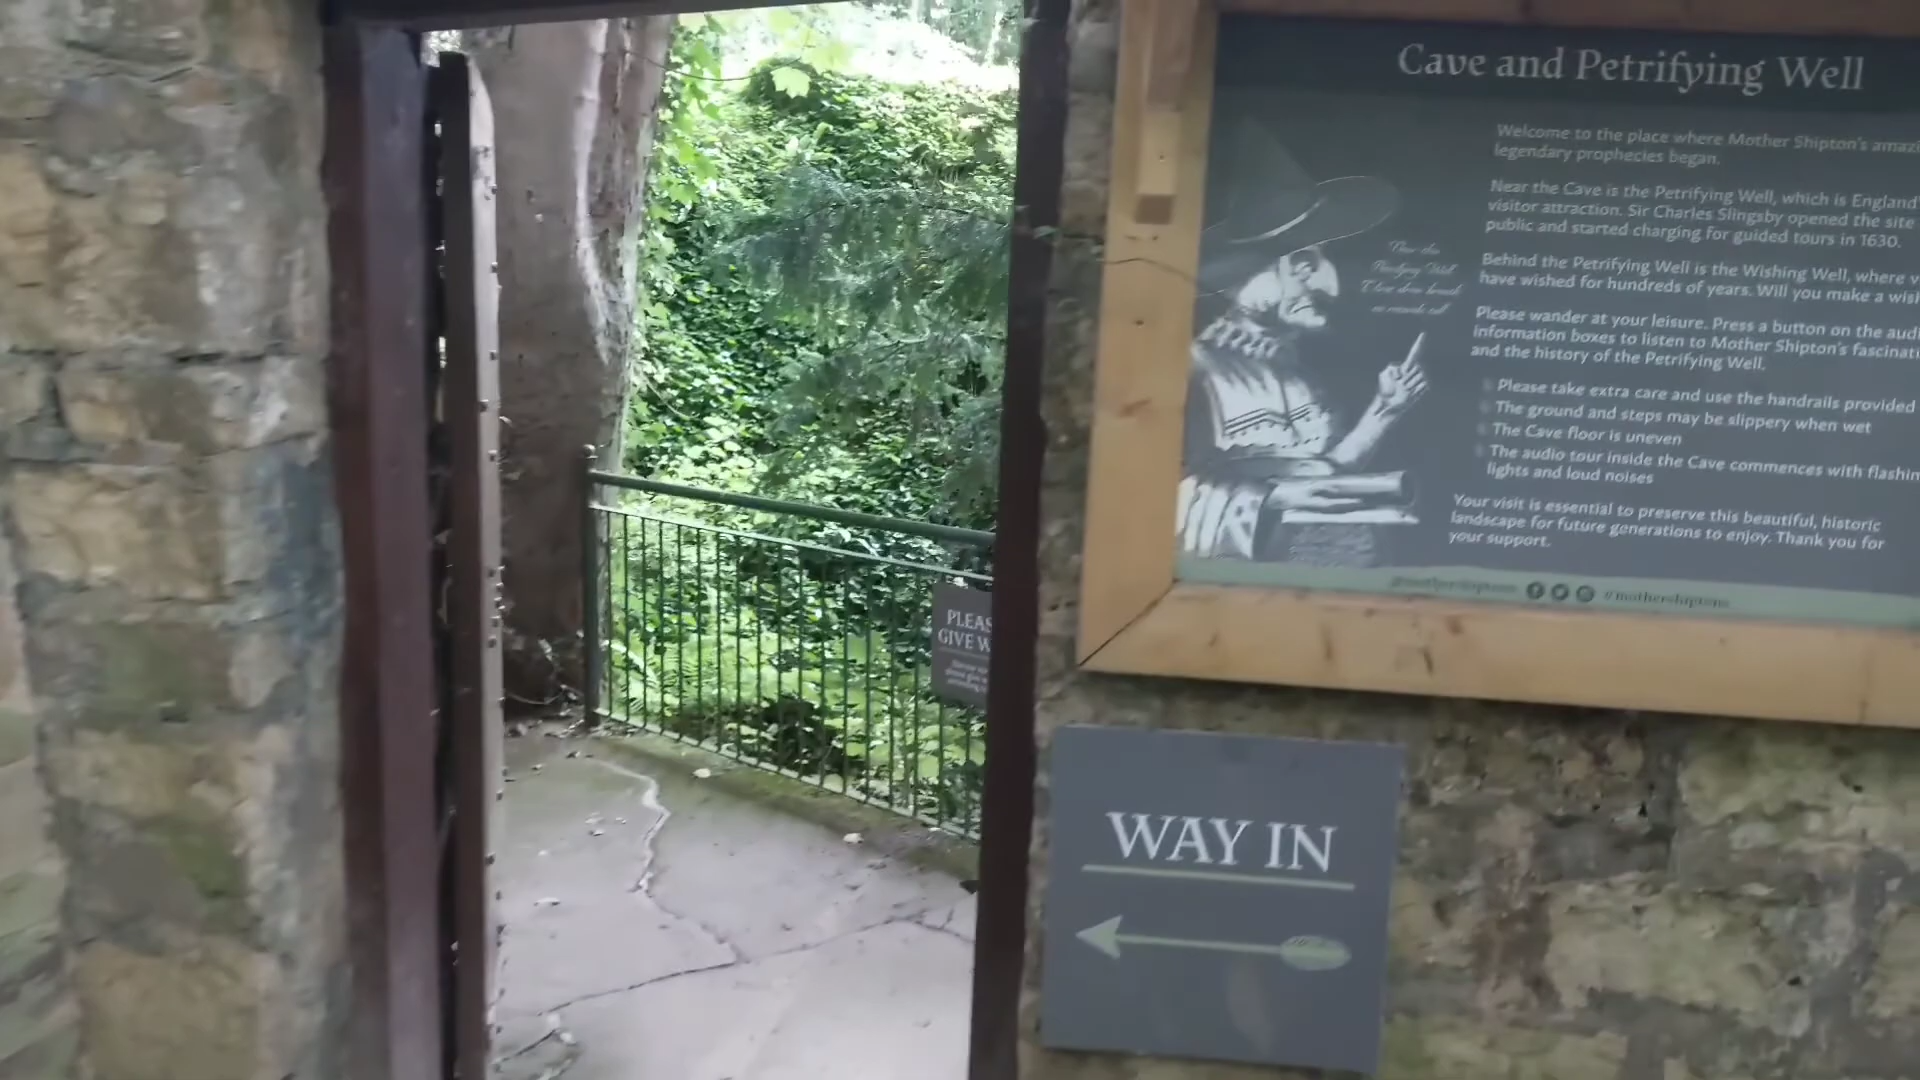 Cave and Petrifying Well
Welcome to the place where Mother Shipton's
legendary prophecies began.
Near the Cave is the Petrifying Well, which is
visitor attraction. Sir Charles Slingsby opened the site
public and started charging for guided tours in 1630.
Behind the Petrifying Well is the Wishing Well, where
have wished for hundreds of years. Will you make a
Please wander at your leisure. Press a button on the
information boxes to listen to Mother Shipton's
and the history of the Petrifying Well.
Please take extra care and use the handrails provided
The ground and steps may be slippery when wet
The Cave floor is uneven
The audio tour inside the Cave commences with
lights and loud noises
Your visit is essential to preserve this beautiful, historic
landscape for future generations to enjoy. Thank you for
your support.
#mothershiptons
PLEAS
GIVE W
WAY IN